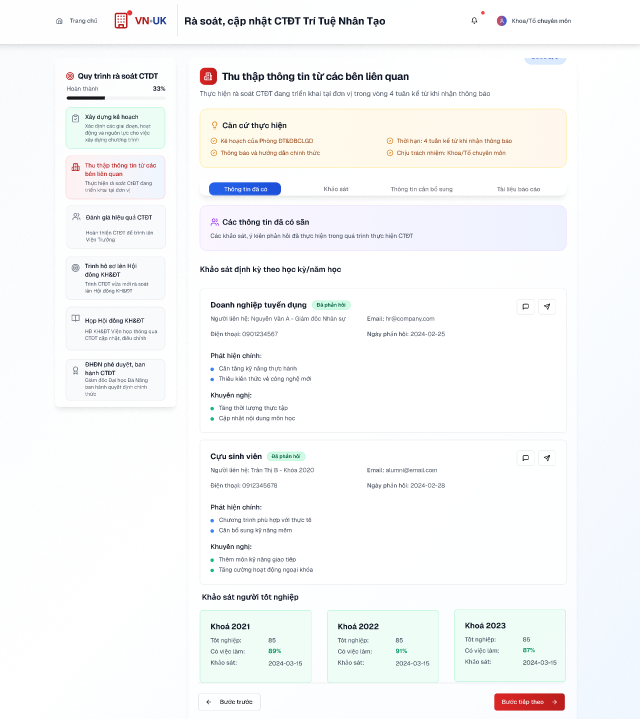 Trang chủ
VN-UK
Rà soát, cập nhật CTĐT Trí Tuệ Nhân Tạo
A
Khoa/Tổ chuyên môn
Quy trình rà soát CTĐT
Hoàn thành 33%
Xây dựng kế hoạch
Xác định các giai đoạn, hoạt
động và nguồn lực cho việc
xây dựng chương trình
Thu thập thông tin từ các
bên liên quan
Thực hiện rà soát CTĐT đang
triển khai tại đơn vị
Đánh giá hiệu quả CTĐT
Hoàn thiện CTĐT để trình lên
Viện Trưởng
Trình hồ sơ lên Hội
đồng KH&ĐT
Trình CTĐT vừa mới rà soát
lên Hội đồng KH&ĐT
Họp Hội đồng KH&ĐT
HĐ KH&ĐT Viện họp thông qua
CTĐT cập nhật, điều chỉnh
ĐHĐN phê duyệt, ban
hành CTĐT
Giám đốc Đại học Đà Nẵng
ban hành quyết định chính
thức
Thu thập thông tin từ các bên liên quan
Thực hiện rà soát CTĐT đang triển khai tại đơn vị trong vòng 4 tuần kể từ khi nhận thông báo
Căn cứ thực hiện
Kế hoạch của Phòng ĐT&ĐBCLGD
Thời hạn: 4 tuần kể từ khi nhận thông báo
Thông báo và hướng dẫn chính thức
Chịu trách nhiệm: Khoa/Tổ chuyên môn
Thông tin đã có
Khảo sát
Thông tin cần bổ sung
Tài liệu báo cáo
Các thông tin đã có sẵn
Các khảo sát, ý kiến phản hồi đã thực hiện trong quá trình thực hiện CTĐT
Khảo sát định kỳ theo học kỳ/năm học
Doanh nghiệp tuyển dụng Đã phản hồi
Người liên hệ: Nguyễn Văn A - Giám đốc Nhân sự
Email: hr@company.com
Điện thoại: 0901234567
Ngày phản hồi: 2024-02-25
Phát hiện chính:
Cần tăng kỹ năng thực hành
Thiếu kiến thức về công nghệ mới
Khuyến nghị:
Tăng thời lượng thực tập
Cập nhật nội dung môn học
Cựu sinh viên Đã phản hồi
Người liên hệ: Trần Thị B - Khóa 2020
Email: alumni@email.com
Điện thoại: 0912345678
Ngày phản hồi: 2024-02-28
Phát hiện chính:
Chương trình phù hợp với thực tế
Cần bổ sung kỹ năng mềm
Khuyến nghị:
Thêm môn kỹ năng giao tiếp
Tăng cường hoạt động ngoại khóa
Khảo sát người tốt nghiệp
Khoá 2021
Tốt nghiệp: 85
Có việc làm: 89%
Khảo sát: 2024-03-15
Khoá 2022
Tốt nghiệp: 85
Có việc làm: 91%
Khảo sát: 2024-03-15
Khoá 2023
Tốt nghiệp: 85
Có việc làm: 87%
Khảo sát: 2024-03-15
Bước trước
Bước tiếp theo